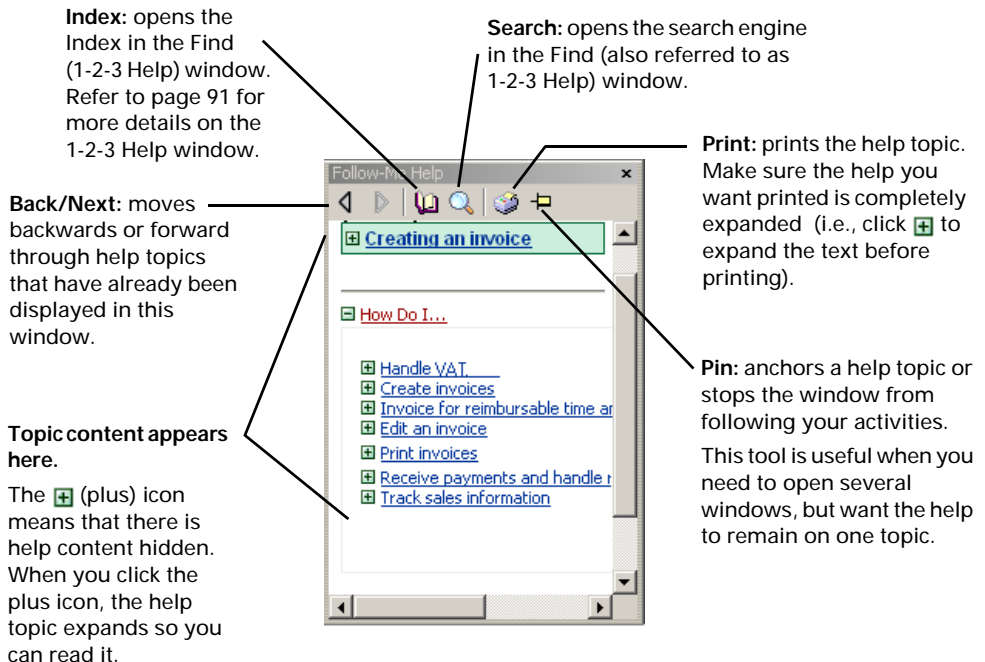 Index: opens the
Index in the Find
(1-2-3 Help) window.
Refer to page 91 for
more details on the
1-2-3 Help window.
Search: opens the search engine
in the Find (also referred to as
1-2-3 Help) window.
Back/Next: moves
backwards or forward
through help topics
that have already been
displayed in this
window.
Print: prints the help topic.
Make sure the help you
want printed is completely
expanded (i.e., click to
expand the text before
printing).
Follow-Me Help
Creating an invoice
How Do I...
Handle VAT.
Create invoices
Invoice for reimbursable time ar
Edit an invoice
Print invoices
Receive payments and handle r
Track sales information
Topic content appears
here.
The (plus) icon
means that there is
help content hidden.
When you click the
plus icon, the help
topic expands so you
can read it.
Pin: anchors a help topic or
stops the window from
following your activities.
This tool is useful when you
need to open several
windows, but want the help
to remain on one topic.